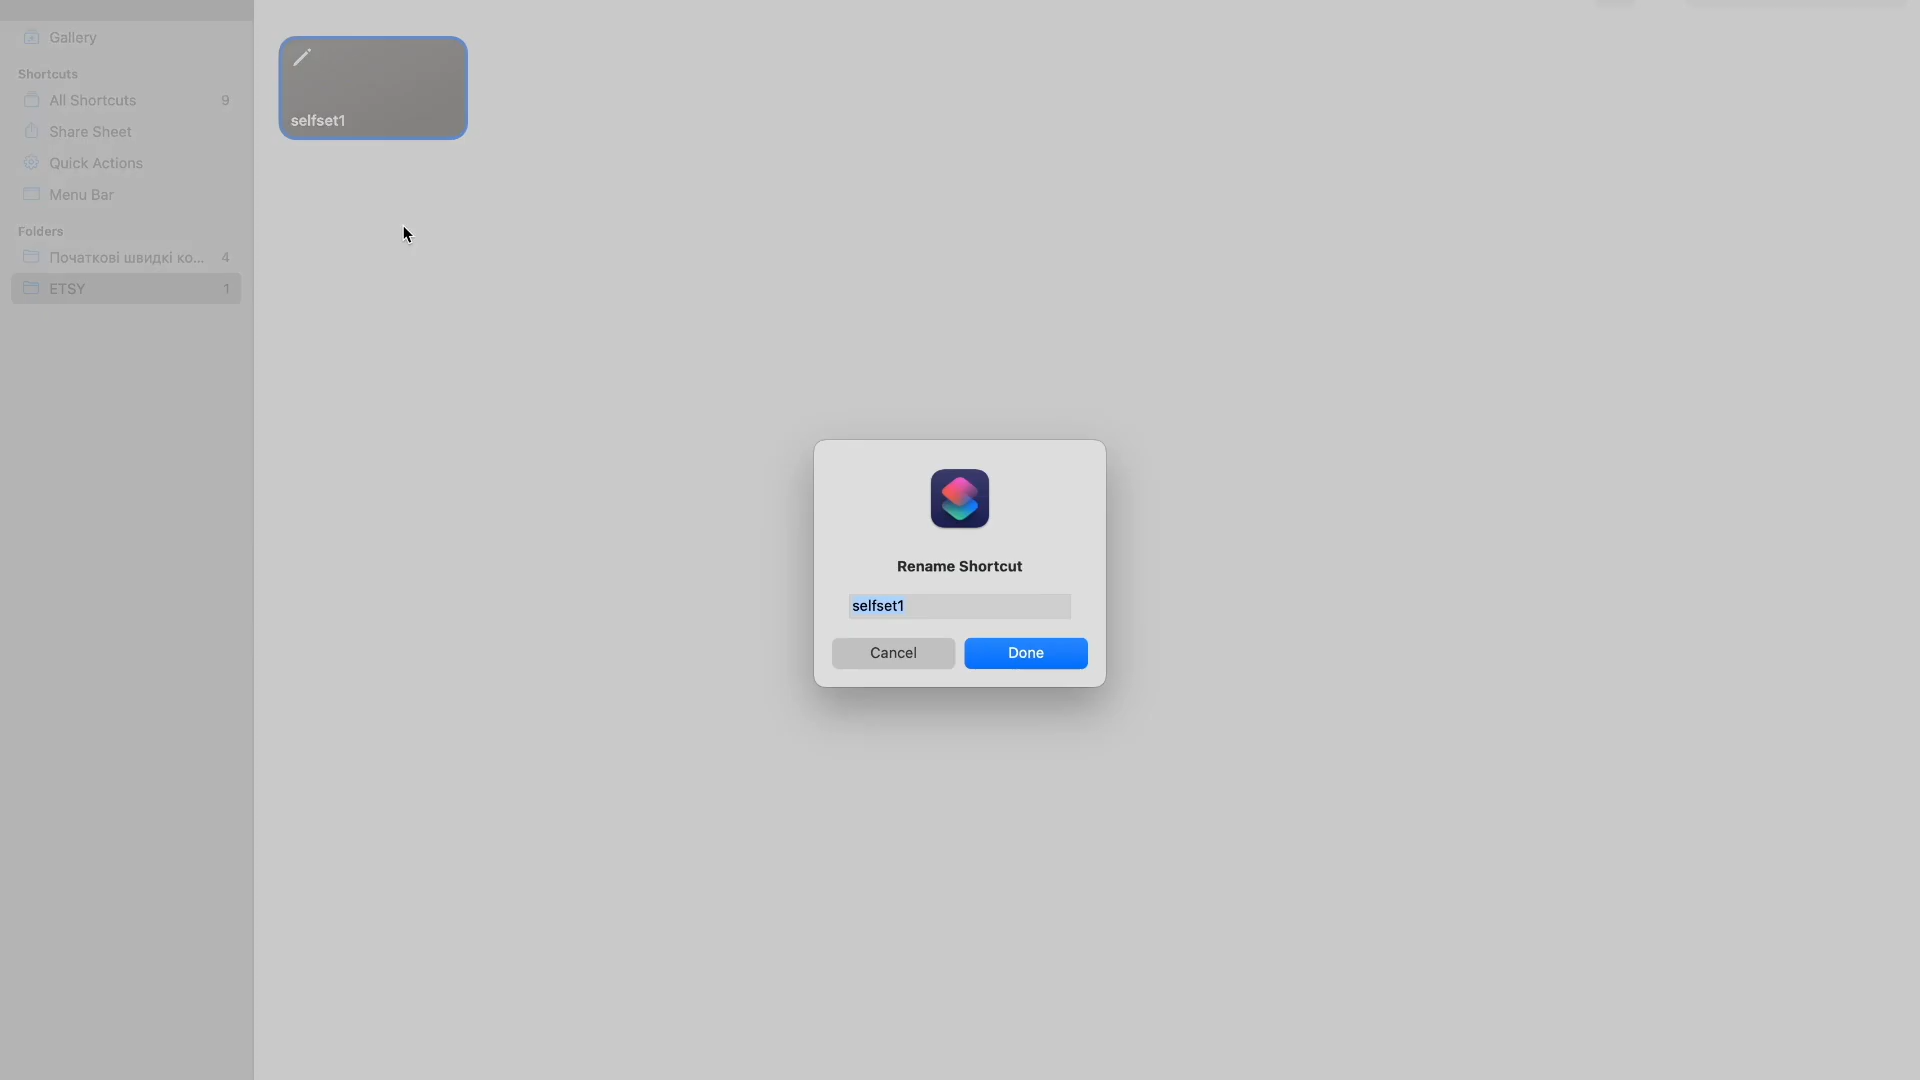 Gallery
Shortcuts
All Shortcuts 9
Share Sheet
Quick Actions
Menu Bar
Folders
Початкові швидкі ко... 4
ETSY 1
selfset1
Rename Shortcut
selfset1
Cancel Done